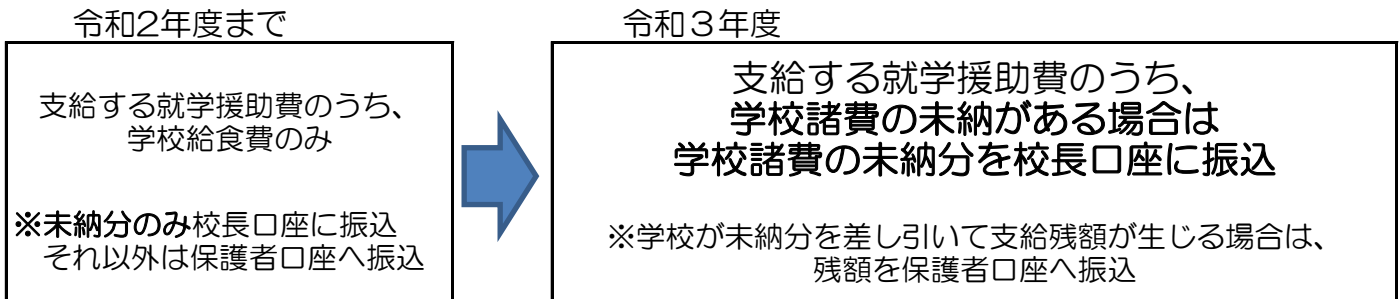 令和2年度まで
支給する就学援助費のうち、
学校給食費のみ
※未納分のみ校長口座に振込
それ以外は保護者口座へ振込
令和３年度
支給する就学援助費のうち、
学校諸費の未納がある場合は
学校諸費の未納分を校長口座に振込
※学校が未納分を差し引いて支給残額が生じる場合は、
残額を保護者口座へ振込